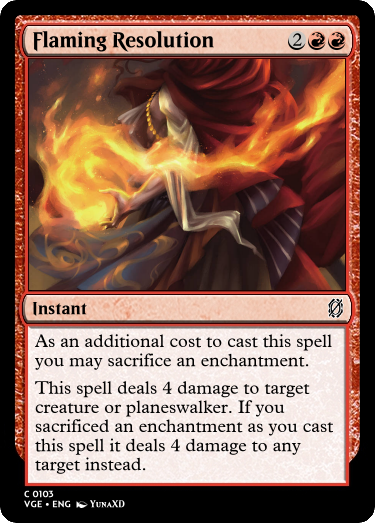 Flaming Resolution 2
Instant
As an additional cost to cast this spell
you may sacrifice an enchantment.
This spell deals 4 damage to target
creature or planeswalker. If you
sacrificed an enchantment as you cast
this spell it deals 4 damage to any
target instead.
C 0103
VGE • ENG YunaXD